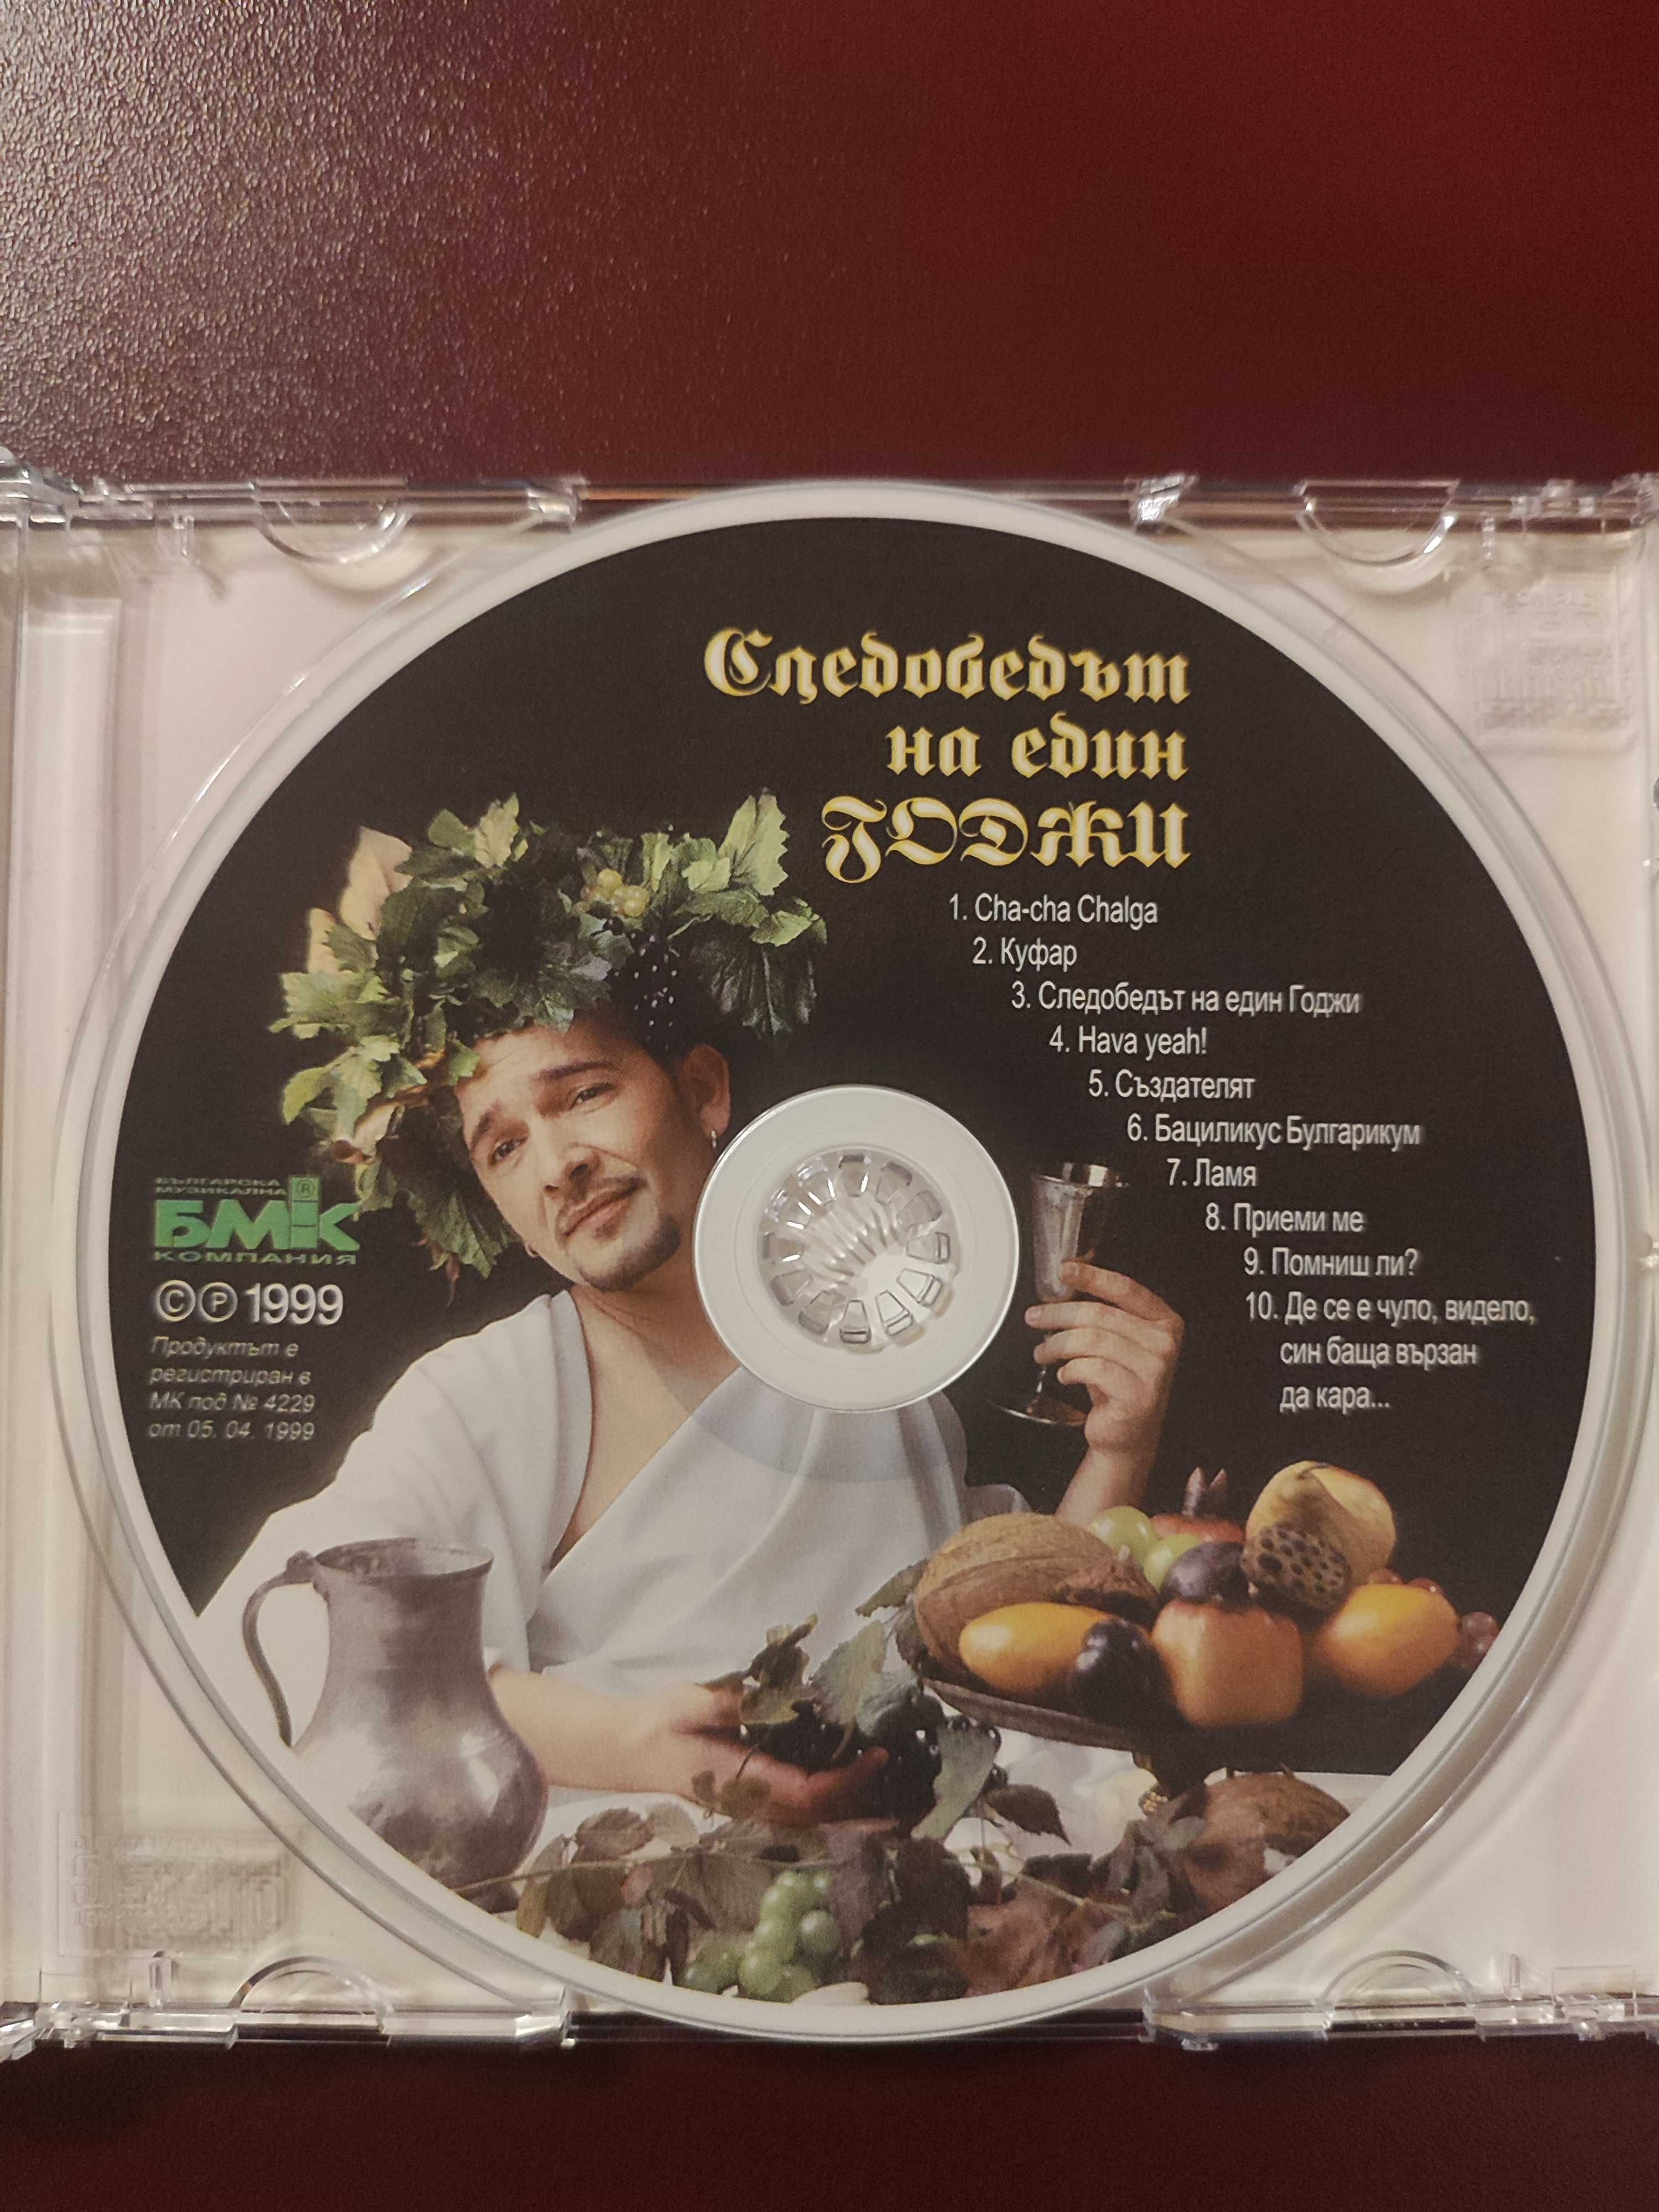 Следобедът
на един
ГОДЖИ
1. Cha-cha Chalga
2. Куфар
3. Следобедът на един Годжи
4. Hava yeah!
5. Създателят
6. Бациликус Булгарикум
7. Ламя
8. Приеми ме
9. Помниш ли?
10. Де се е чуло, видело,
син баща вързан
да кара...
БЪЛГАРСКА
МУЗИКАЛНА ®
БМК
КОМПАНИЯ
©℗ 1999
Продуктът е
регистриран в
МК под № 4229
от 05. 04. 1999